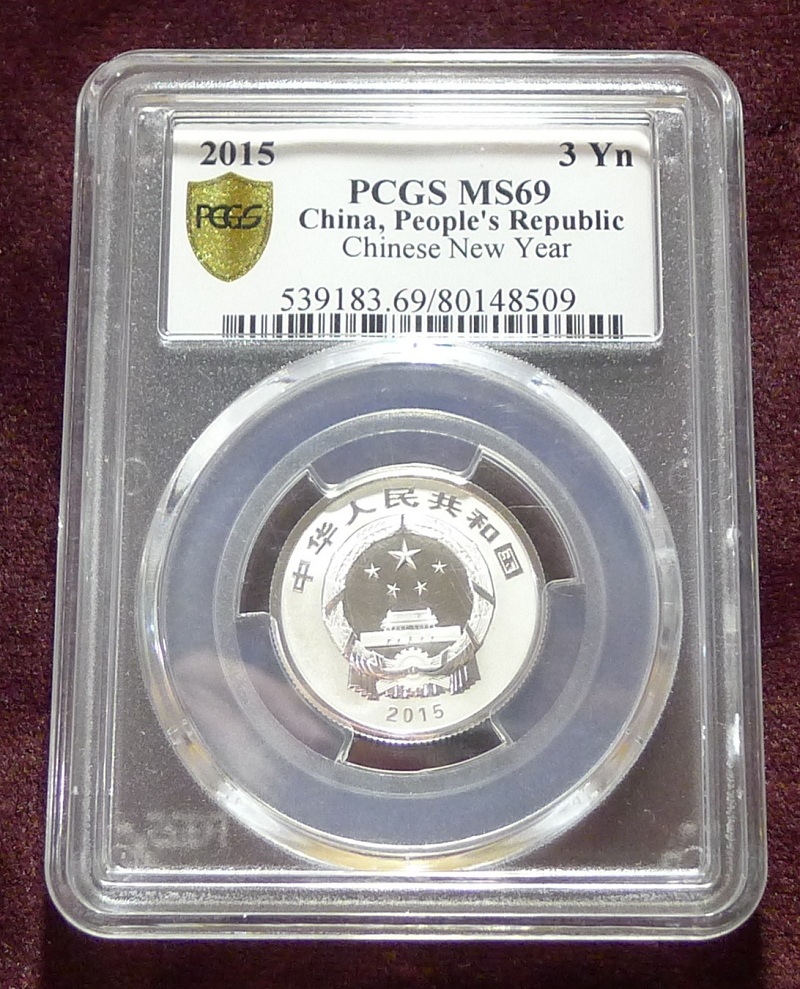 2015 3 Yn
PCGS
PCGS MS69
China, People's Republic
Chinese New Year
539183.69/80148509
中华人民共和国
2015
PCGS